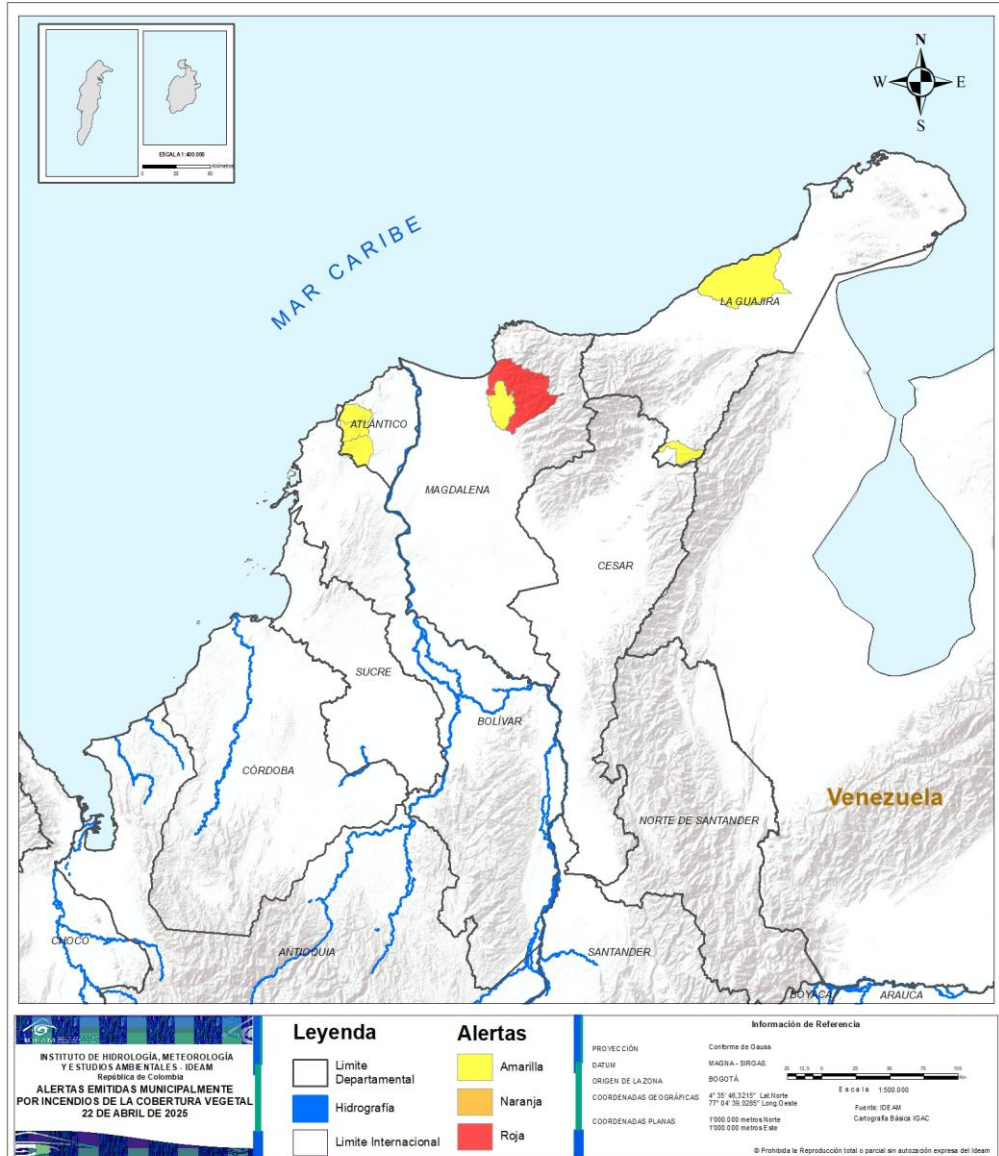 N
W
E
S
ESCALA 1:400.000
MAR CARIBE
LA GUAJIRA
ATLÁNTICO
MAGDALENA
CESAR
SUCRE
BOLÍVAR
CÓRDOBA
Venezuela
NORTE DE SANTANDER
CHOCÓ
ANTIOQUIA
SANTANDER
BOYACÁ
ARAUCA
IDEAM
INSTITUTO DE HIDROLOGÍA, METEOROLOGÍA
Y ESTUDIOS AMBIENTALES - IDEAM
República de Colombia
ALERTAS EMITIDAS MUNICIPALMENTE
POR INCENDIOS DE LA COBERTURA VEGETAL
22 DE ABRIL DE 2025
Leyenda
Limite
Departamental
Hidrografía
Limite Internacional
Alertas
Amarilla
Naranja
Roja
Información de Referencia
PROYECCIÓN Conforme de Gauss
DATUM MAGNA - SIRGAS
ORIGEN DE LA ZONA BOGOTÁ
COORDENADAS GEOGRÁFICAS 4° 35' 46,3215" Lat.Norte
77° 04' 39,0285" Long.Oeste
COORDENADAS PLANAS 1'000.000 metros Norte
1'000.000 metros Este
Escala 1:500.000
Fuente: IDEAM
Cartografía Básica IGAC
© Prohibida la Reproducción total o parcial sin autozación expresa del Ideam